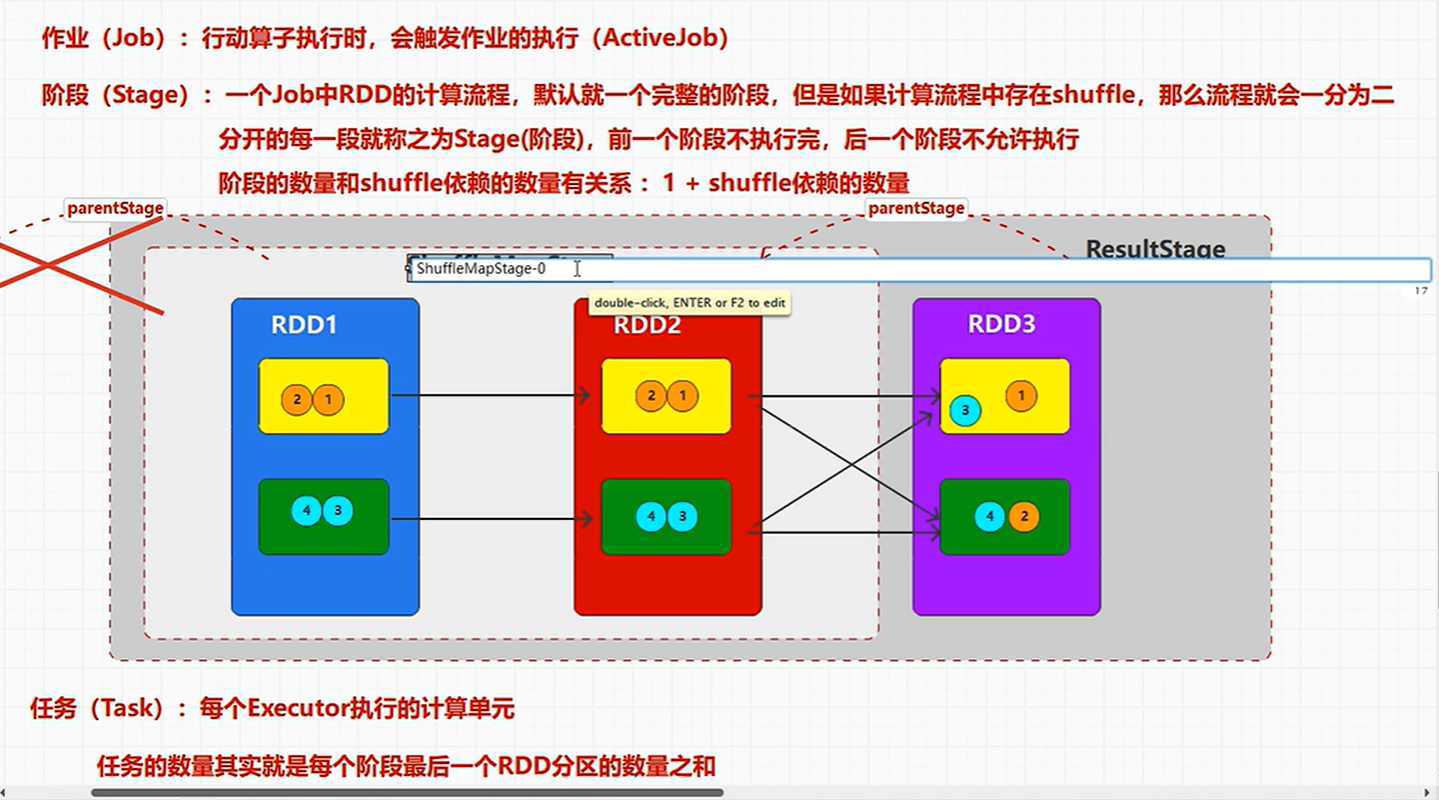 作业（Job）：行动算子执行时，会触发作业的执行（ActiveJob）
阶段（Stage）：一个Job中RDD的计算流程，默认就一个完整的阶段，但是如果计算流程中存在shuffle，那么流程就会一分为二
分开的每一段就称之为Stage(阶段)，前一个阶段不执行完，后一个阶段不允许执行
阶段的数量和shuffle依赖的数量有关系：1 + shuffle依赖的数量
parentStage
parentStage
ResultStage
ShuffleMapStage-0
17
double-click, ENTER or F2 to edit
RDD1
RDD2
RDD3
2 1
2 1
1
3
4 3
4 3
4 2
任务（Task）：每个Executor执行的计算单元
任务的数量其实就是每个阶段最后一个RDD分区的数量之和